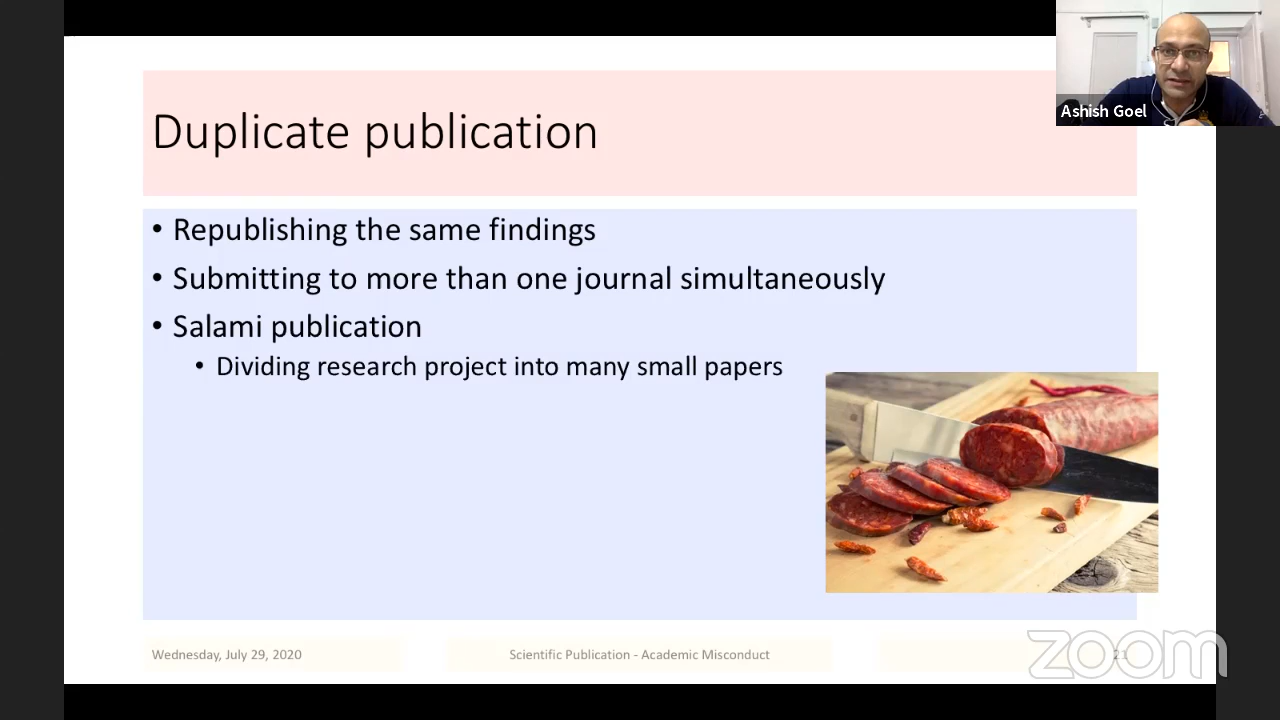 Ashish Goel
Duplicate publication
• Republishing the same findings
• Submitting to more than one journal simultaneously
• Salami publication
• Dividing research project into many small papers
Wednesday, July 29, 2020
Scientific Publication - Academic Misconduct
21
zoom